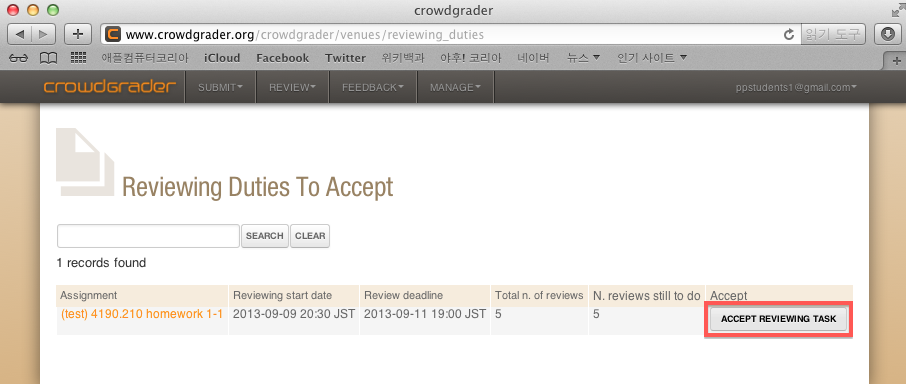 crowdgrader
www.crowdgrader.org/crowdgrader/venues/reviewing_duties
읽기 도구
애플컴퓨터코리아 iCloud Facebook Twitter 위키백과 야후! 코리아 네이버 뉴스 인기 사이트
crowdgrader SUBMIT REVIEW FEEDBACK MANAGE ppstudents1@gmail.com
Reviewing Duties To Accept
SEARCH CLEAR
1 records found
Assignment Reviewing start date Review deadline Total n. of reviews N. reviews still to do Accept
(test) 4190.210 homework 1-1 2013-09-09 20:30 JST 2013-09-11 19:00 JST 5 5 ACCEPT REVIEWING TASK